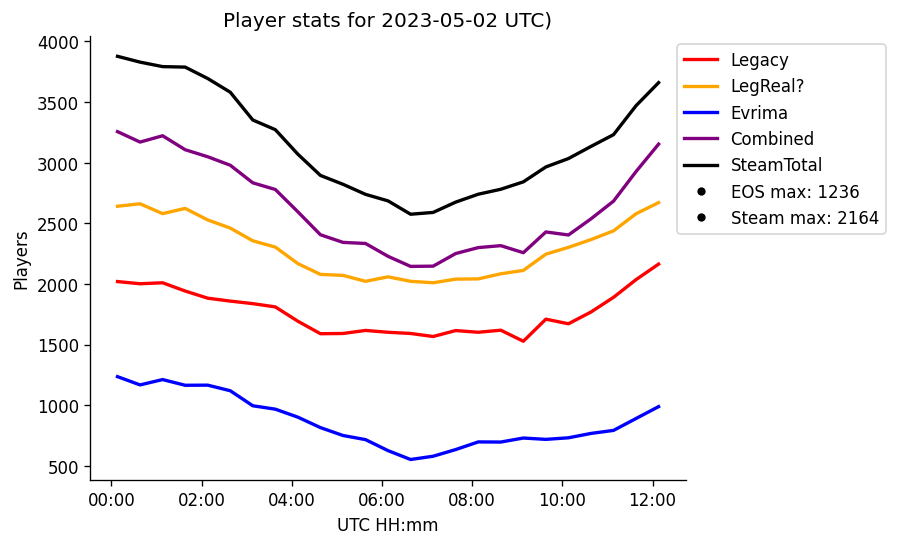 Player stats for 2023-05-02 UTC)
4000
3500
3000
2500
2000
1500
1000
500
Players
00:00 02:00 04:00 06:00 08:00 10:00 12:00
UTC HH:mm
Legacy
LegReal?
Evrima
Combined
SteamTotal
EOS max: 1236
Steam max: 2164